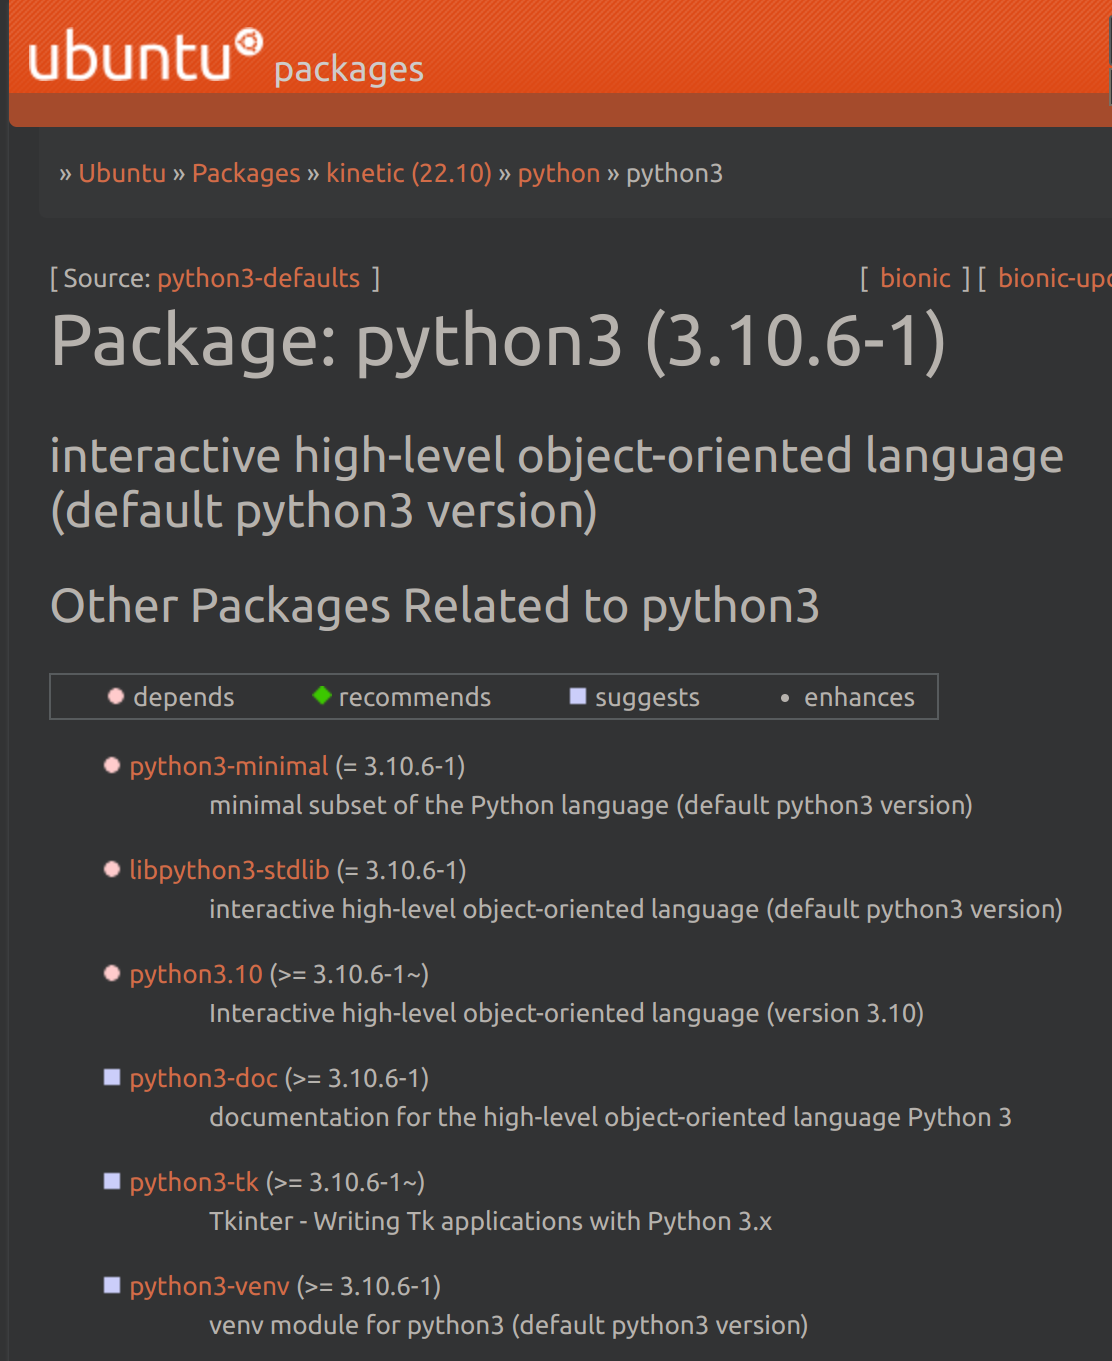 ubuntu packages
» Ubuntu » Packages » kinetic (22.10) » python » python3
[ Source: python3-defaults ] [ bionic ] [ bionic-upd
Package: python3 (3.10.6-1)
interactive high-level object-oriented language
(default python3 version)
Other Packages Related to python3
depends recommends suggests • enhances
python3-minimal (= 3.10.6-1)
minimal subset of the Python language (default python3 version)
libpython3-stdlib (= 3.10.6-1)
interactive high-level object-oriented language (default python3 version)
python3.10 (>= 3.10.6-1~)
Interactive high-level object-oriented language (version 3.10)
python3-doc (>= 3.10.6-1)
documentation for the high-level object-oriented language Python 3
python3-tk (>= 3.10.6-1~)
Tkinter - Writing Tk applications with Python 3.x
python3-venv (>= 3.10.6-1)
venv module for python3 (default python3 version)